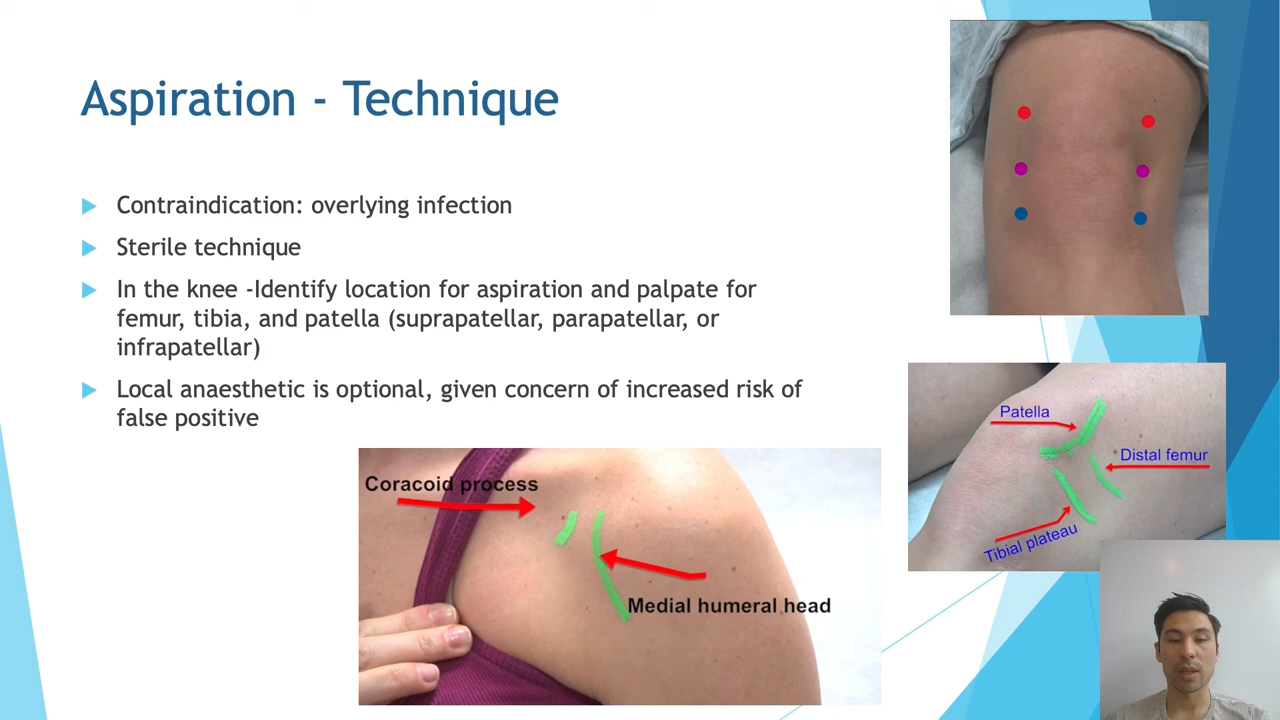 Aspiration - Technique
Contraindication: overlying infection
Sterile technique
In the knee -Identify location for aspiration and palpate for
femur, tibia, and patella (suprapatellar, parapatellar, or
infrapatellar)
Local anaesthetic is optional, given concern of increased risk of
false positive
Patella
Distal femur
Tibial plateau
Coracoid process
Medial humeral head